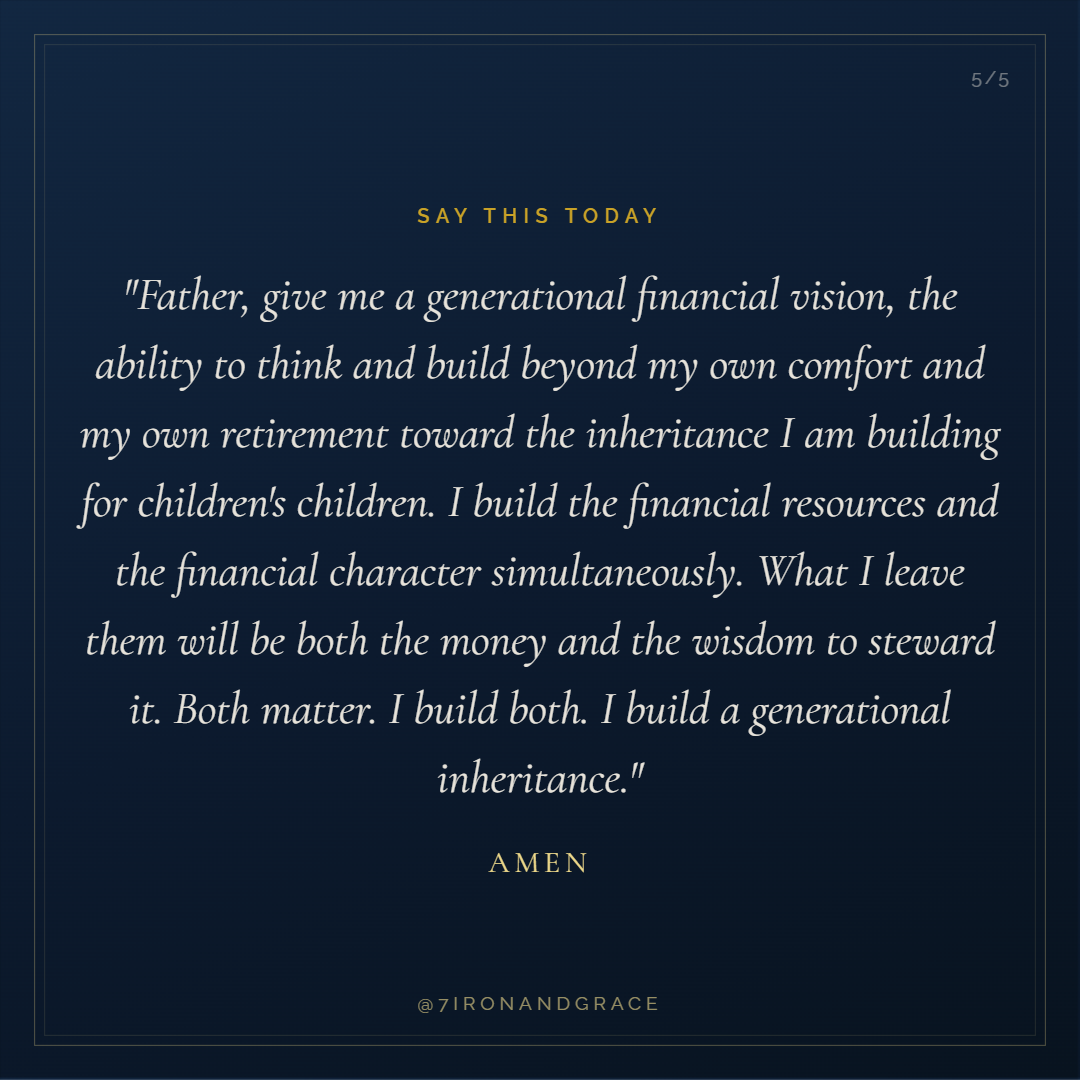 5/5
SAY THIS TODAY
"Father, give me a generational financial vision, the
ability to think and build beyond my own comfort and
my own retirement toward the inheritance I am building
for children's children. I build the financial resources and
the financial character simultaneously. What I leave
them will be both the money and the wisdom to steward
it. Both matter. I build both. I build a generational
inheritance."
AMEN
@7IRONANDGRACE